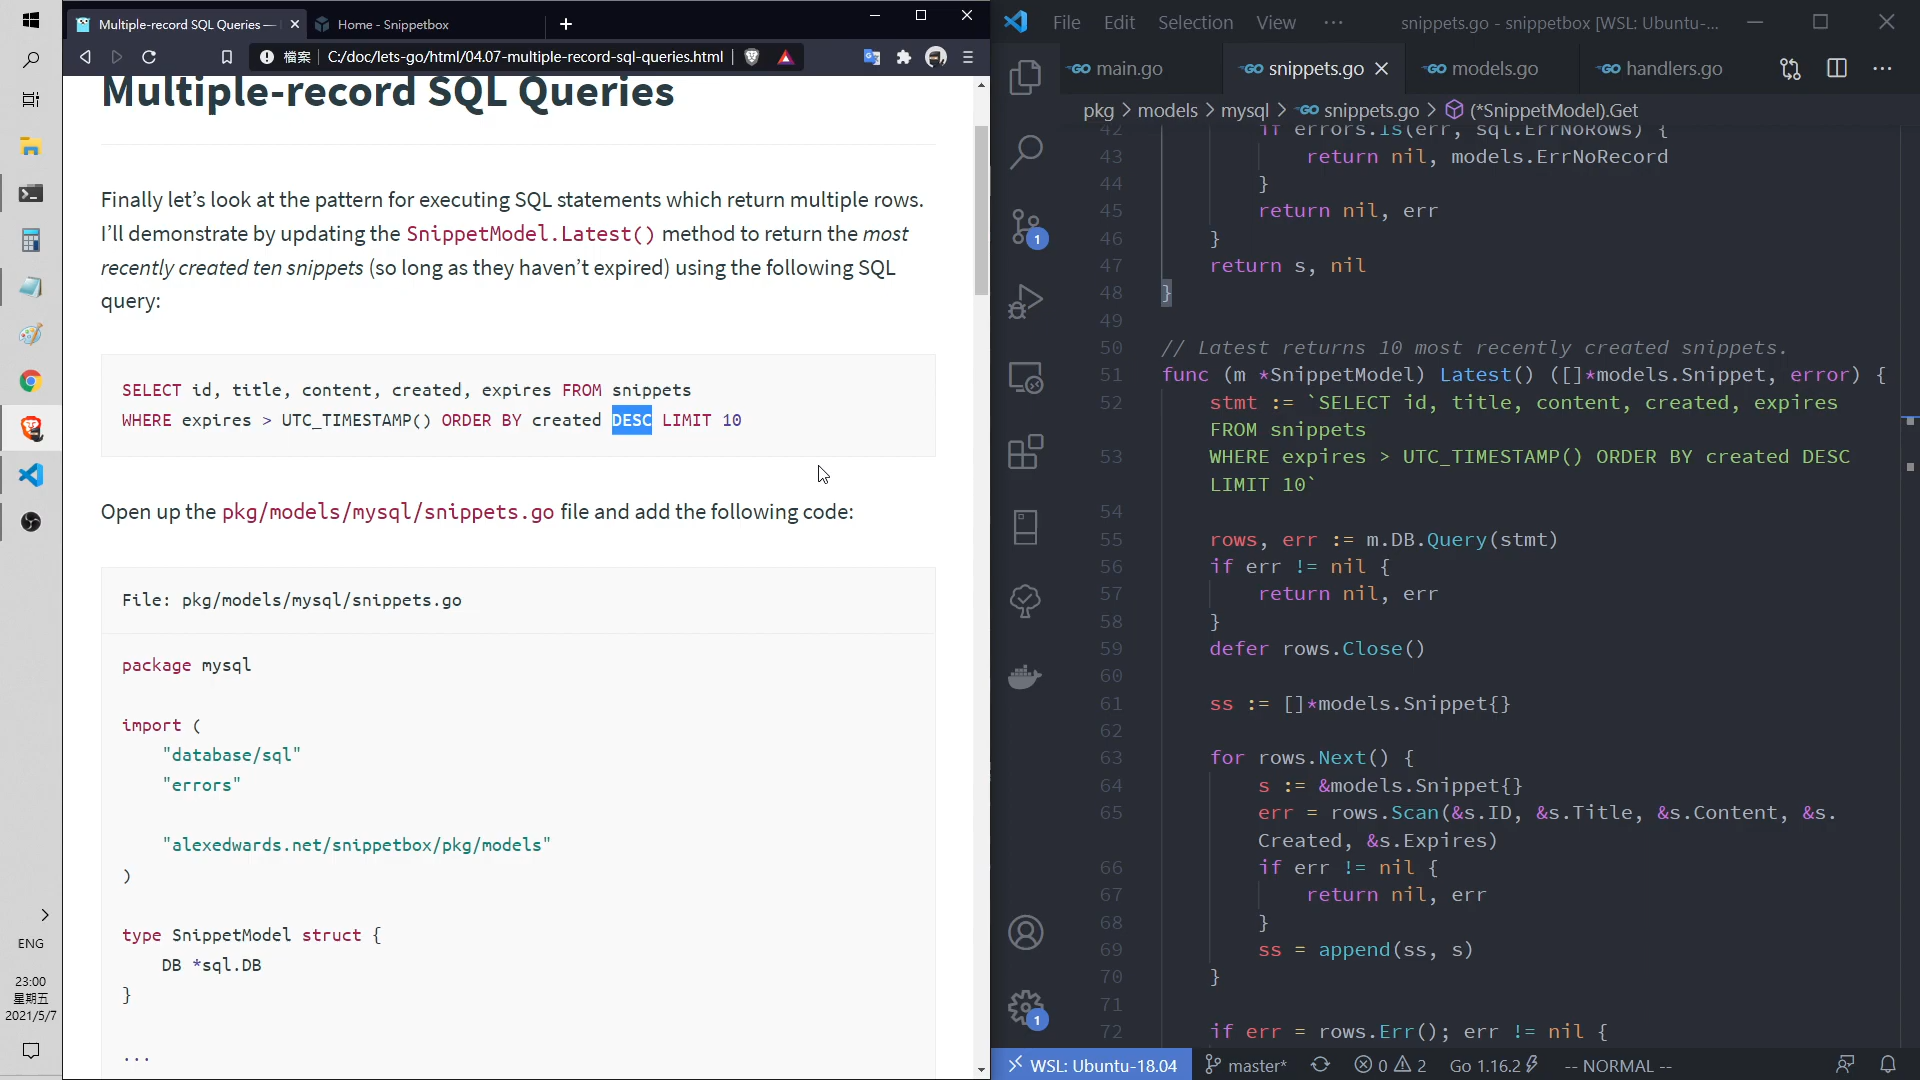 Multiple-record SQL Queries —
Home - Snippetbox
檔案 C:/doc/lets-go/html/04.07-multiple-record-sql-queries.html
Multiple-record SQL Queries
Finally let’s look at the pattern for executing SQL statements which return multiple rows.
I’ll demonstrate by updating the SnippetModel.Latest() method to return the most
recently created ten snippets (so long as they haven’t expired) using the following SQL
query:
SELECT id, title, content, created, expires FROM snippets
WHERE expires > UTC_TIMESTAMP() ORDER BY created DESC LIMIT 10
Open up the pkg/models/mysql/snippets.go file and add the following code:
File: pkg/models/mysql/snippets.go
package mysql
import (
"database/sql"
"errors"
"alexedwards.net/snippetbox/pkg/models"
)
type SnippetModel struct {
DB *sql.DB
}
...
ENG
23:00
星期五
2021/5/7
File Edit Selection View ··· snippets.go - snippetbox [WSL: Ubuntu-...
main.go
snippets.go
models.go
handlers.go
pkg > models > mysql > snippets.go > (*SnippetModel).Get
42 if errors.Is(err, sql.ErrNoRows) {
43 return nil, models.ErrNoRecord
44 }
45 return nil, err
46 }
47 return s, nil
48 }
49
50 // Latest returns 10 most recently created snippets.
51 func (m *SnippetModel) Latest() ([]*models.Snippet, error) {
52 stmt := `SELECT id, title, content, created, expires
FROM snippets
53 WHERE expires > UTC_TIMESTAMP() ORDER BY created DESC
LIMIT 10`
54
55 rows, err := m.DB.Query(stmt)
56 if err != nil {
57 return nil, err
58 }
59 defer rows.Close()
60
61 ss := []*models.Snippet{}
62
63 for rows.Next() {
64 s := &models.Snippet{}
65 err = rows.Scan(&s.ID, &s.Title, &s.Content, &s.
Created, &s.Expires)
66 if err != nil {
67 return nil, err
68 }
69 ss = append(ss, s)
70 }
71
72 if err = rows.Err(); err != nil {
1
1
WSL: Ubuntu-18.04 master* 0 2 Go 1.16.2 -- NORMAL --